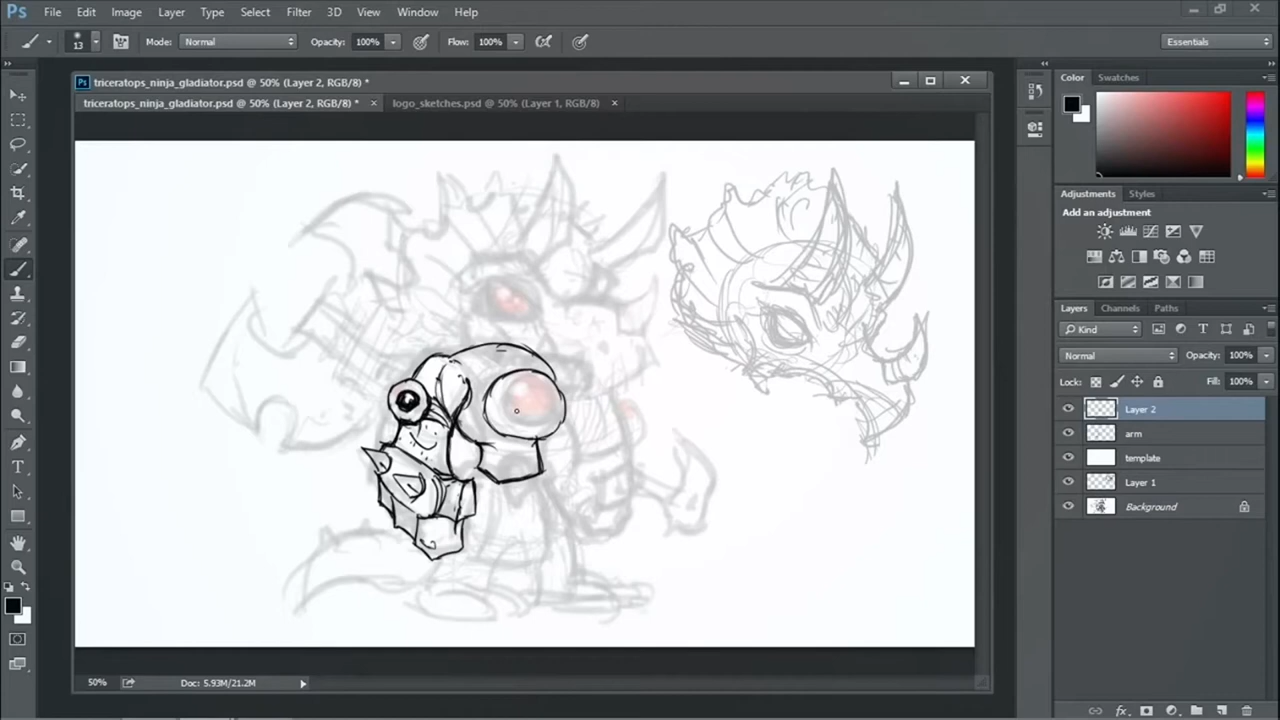 Ps File Edit Image Layer Type Select Filter 3D View Window Help
13 Mode: Normal Opacity: 100% Flow: 100% Essentials
triceratops_ninja_gladiator.psd @ 50% (Layer 2, RGB/8) *
triceratops_ninja_gladiator.psd @ 50% (Layer 2, RGB/8) * × logo_sketches.psd @ 50% (Layer 1, RGB/8) ×
Color Swatches
Adjustments Styles
Add an adjustment
Layers Channels Paths
Kind
Normal Opacity: 100%
Lock: Fill: 100%
Layer 2
arm
template
Layer 1
Background
50% Doc: 5.93M/21.2M